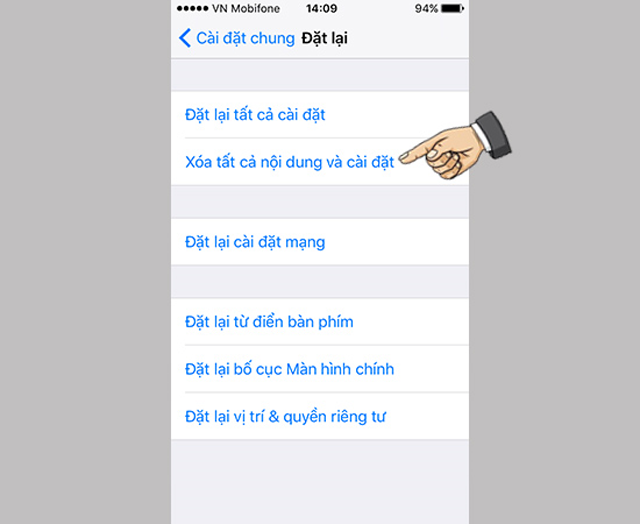 VN Mobifone 14:09 94%
Cài đặt chung Đặt lại
Đặt lại tất cả cài đặt
Xóa tất cả nội dung và cài đặt
Đặt lại cài đặt mạng
Đặt lại từ điển bàn phím
Đặt lại bố cục Màn hình chính
Đặt lại vị trí & quyền riêng tư